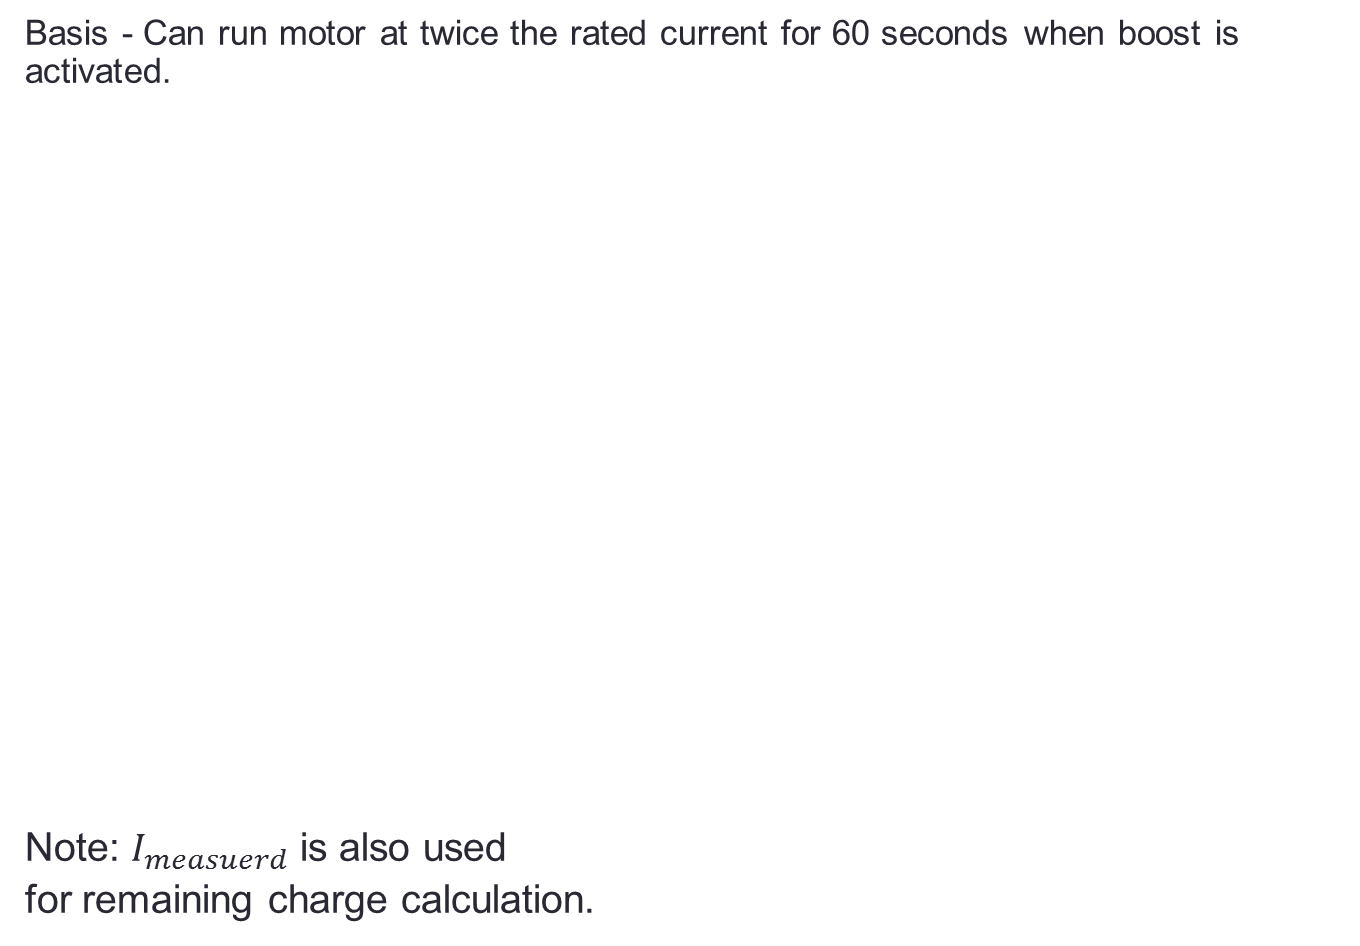 Basis - Can run motor at twice the rated current for 60 seconds when boost is
activated.
Note: I_measuerd is also used
for remaining charge calculation.